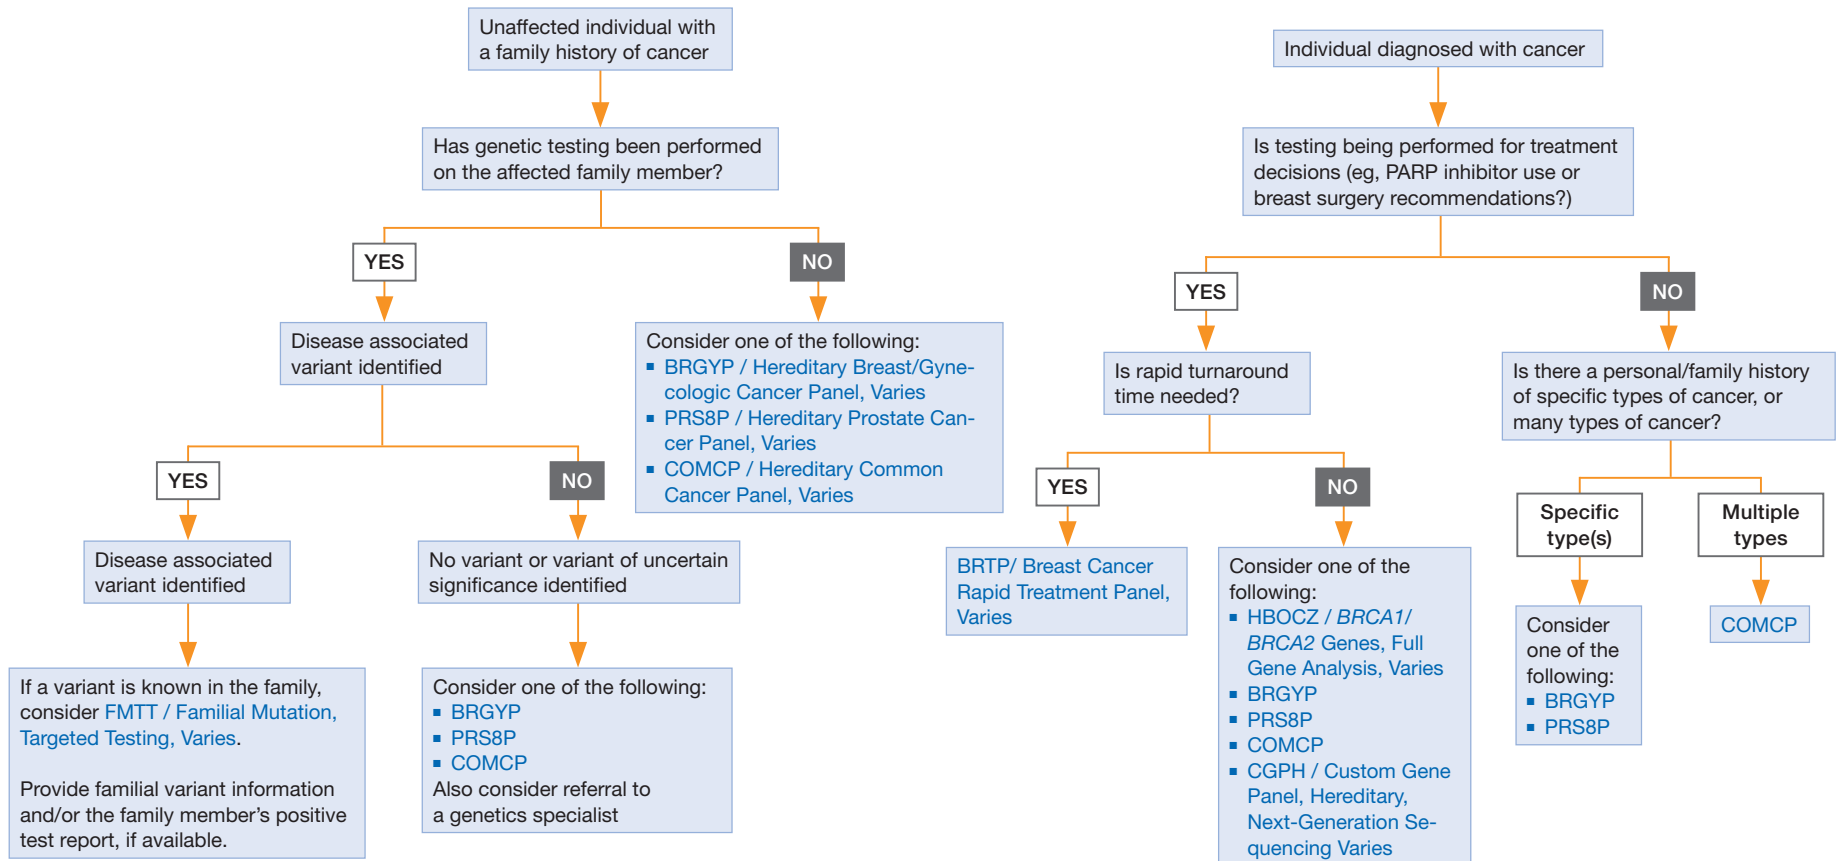 Unaffected individual with
a family history of cancer
Has genetic testing been performed
on the affected family member?
YES
NO
Disease associated
variant identified
Consider one of the following:
▪ BRGYP / Hereditary Breast/Gyne-
cologic Cancer Panel, Varies
▪ PRS8P / Hereditary Prostate Can-
cer Panel, Varies
▪ COMCP / Hereditary Common
Cancer Panel, Varies
YES
NO
Disease associated
variant identified
No variant or variant of uncertain
significance identified
If a variant is known in the family,
consider FMTT / Familial Mutation,
Targeted Testing, Varies.
Provide familial variant information
and/or the family member’s positive
test report, if available.
Consider one of the following:
▪ BRGYP
▪ PRS8P
▪ COMCP
Also consider referral to
a genetics specialist
Individual diagnosed with cancer
Is testing being performed for treatment
decisions (eg, PARP inhibitor use or
breast surgery recommendations?)
YES
NO
Is rapid turnaround
time needed?
Is there a personal/family history
of specific types of cancer, or
many types of cancer?
YES
NO
BRTP/ Breast Cancer
Rapid Treatment Panel,
Varies
Consider one of the
following:
▪ HBOCZ / BRCA1/
BRCA2 Genes, Full
Gene Analysis, Varies
▪ BRGYP
▪ PRS8P
▪ COMCP
▪ CGPH / Custom Gene
Panel, Hereditary,
Next-Generation Se-
quencing Varies
Specific
type(s)
Multiple
types
Consider
one of the
following:
▪ BRGYP
▪ PRS8P
COMCP